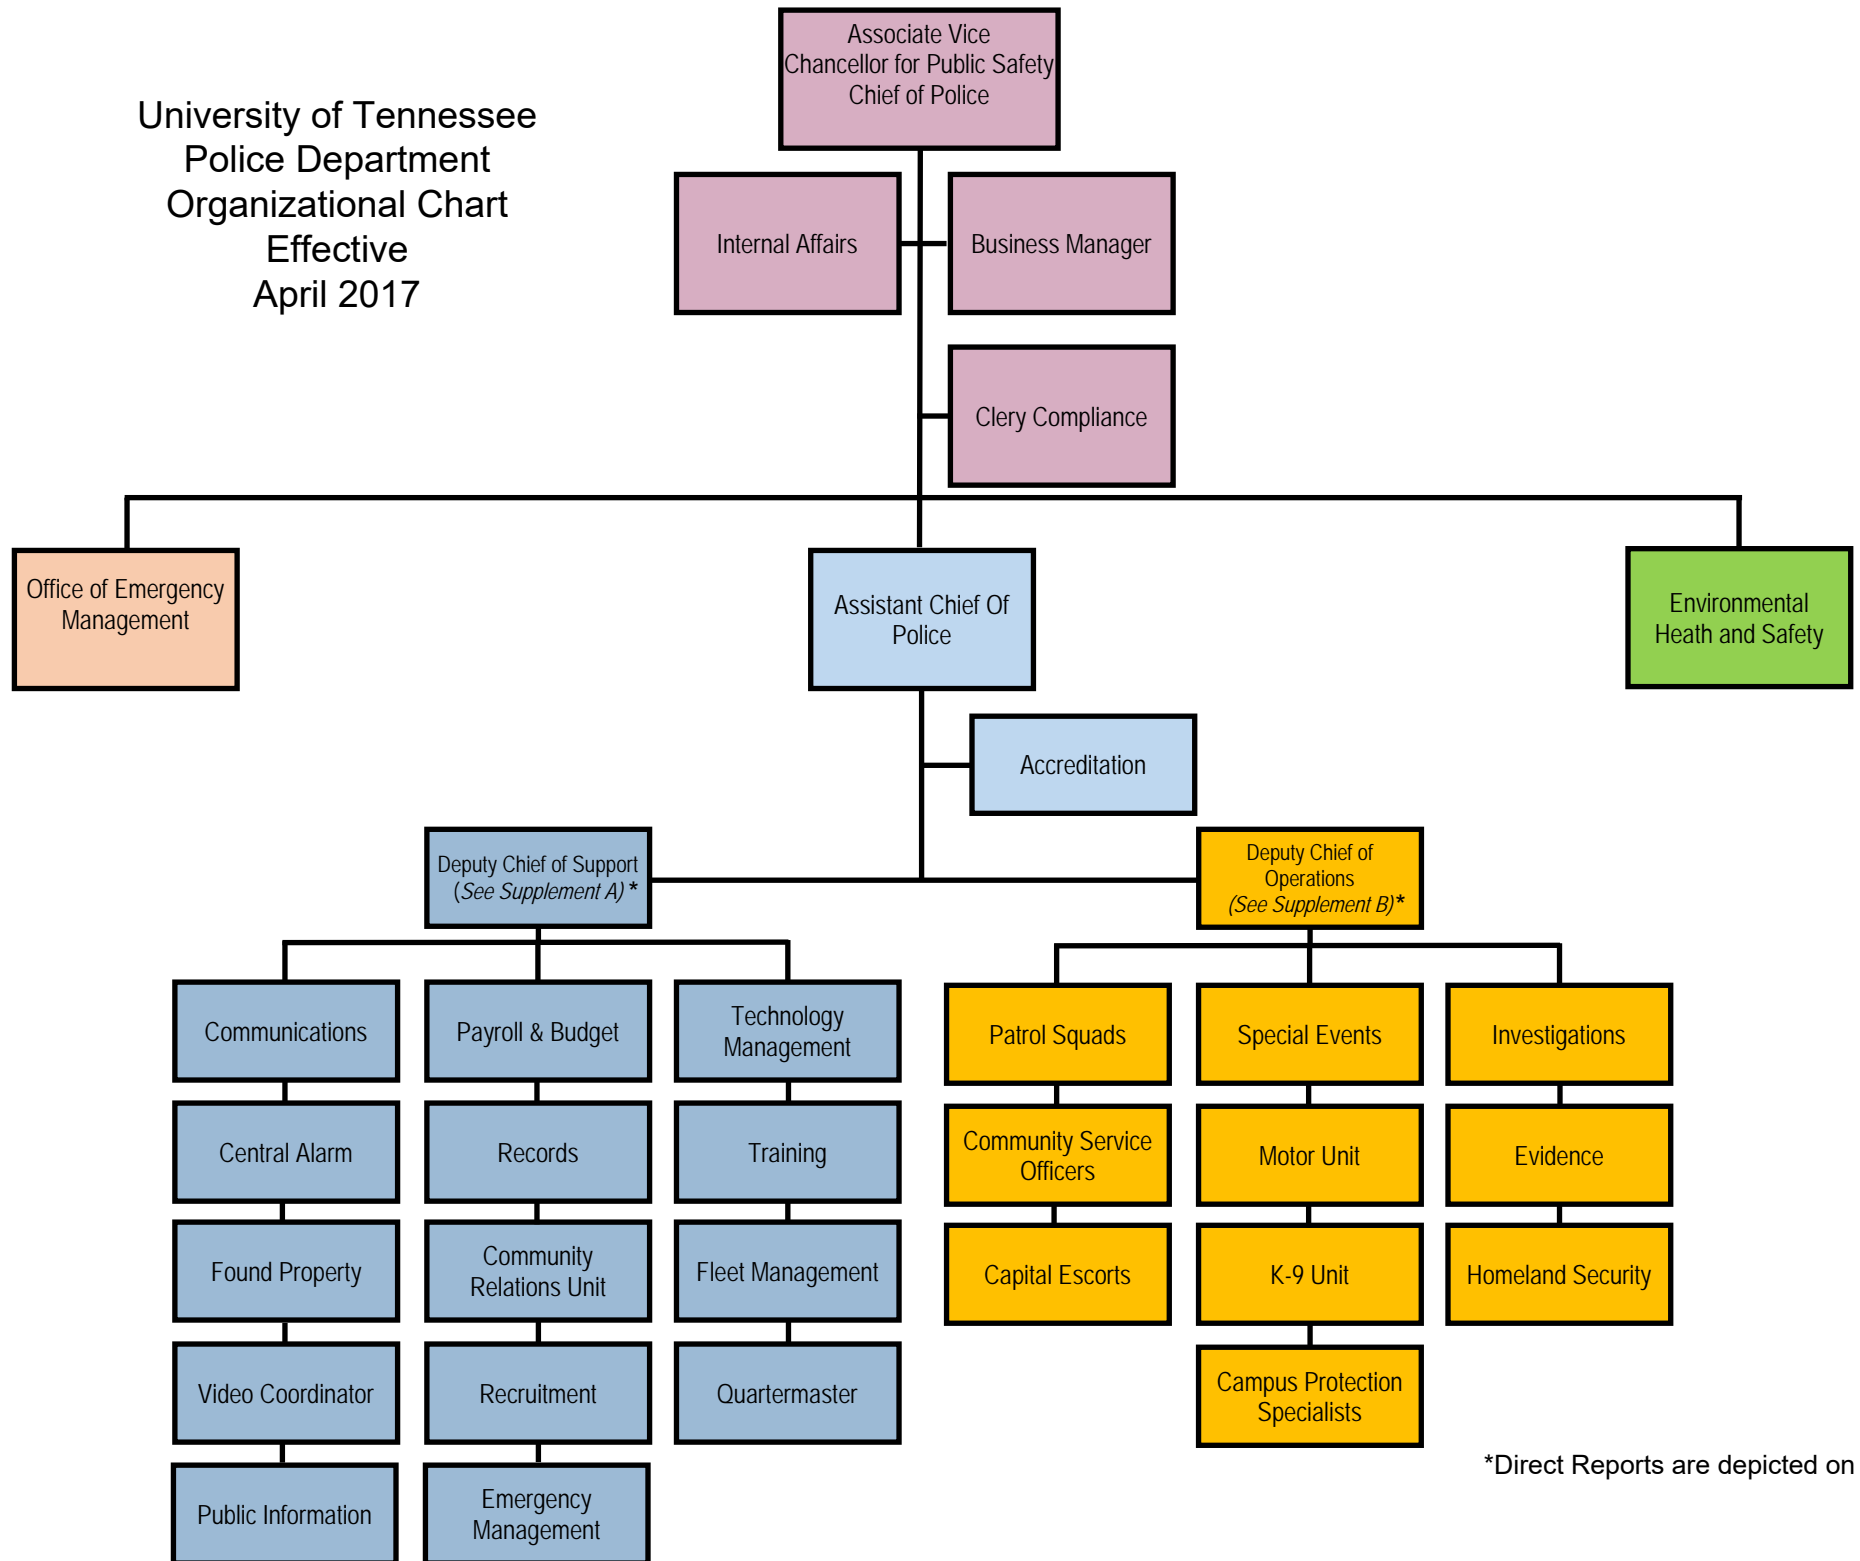 Associate Vice
Chancellor for Public Safety
Chief of Police
University of Tennessee
Police Department
Organizational Chart
Effective
April 2017
Internal Affairs
Business Manager
Clery Compliance
Office of Emergency
Management
Assistant Chief Of
Police
Environmental
Heath and Safety
Accreditation
Deputy Chief of Support
(See Supplement A) *
Deputy Chief of
Operations
(See Supplement B)*
Communications
Payroll & Budget
Technology
Management
Patrol Squads
Special Events
Investigations
Central Alarm
Records
Training
Community Service
Officers
Motor Unit
Evidence
Found Property
Community
Relations Unit
Fleet Management
Capital Escorts
K-9 Unit
Homeland Security
Video Coordinator
Recruitment
Quartermaster
Campus Protection
Specialists
*Direct Reports are depicted on
Public Information
Emergency
Management